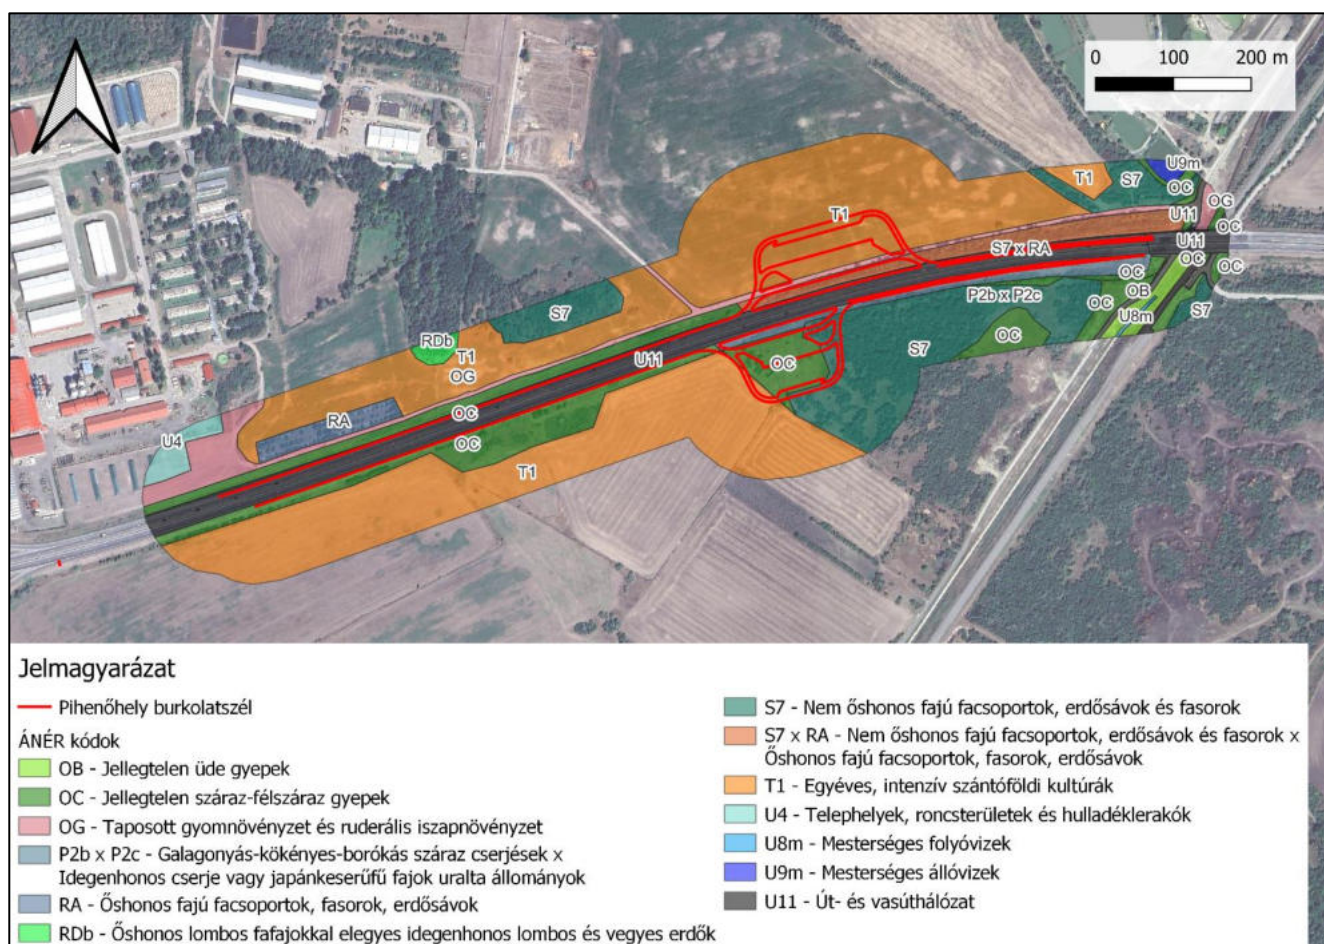 0 100 200 m
U9m
T1
S7
OC
OG
T1
U11
OC
S7 x RA
U11
OC
OC
OC
P2b x P2c
OB
S7
OC
U8m
S7
RDb
T1
U11
OC
S7
OC
OG
RA
OC
U4
OC
T1
Jelmagyarázat
Pihenőhely burkolatszél
ÁNÉR kódok
OB - Jellegtelen üde gyepek
OC - Jellegtelen száraz-félszáraz gyepek
OG - Taposott gyomnövényzet és ruderális iszapnövényzet
P2b x P2c - Galagonyás-kökényes-borókás száraz cserjések x
Idegenhonos cserje vagy japánkeserűfű fajok uralta állományok
RA - Őshonos fajú facsoportok, fasorok, erdősávok
RDb - Őshonos lombos fafajokkal elegyes idegenhonos lombos és vegyes erdők
S7 - Nem őshonos fajú facsoportok, erdősávok és fasorok
S7 x RA - Nem őshonos fajú facsoportok, erdősávok és fasorok x
Őshonos fajú facsoportok, fasorok, erdősávok
T1 - Egyéves, intenzív szántóföldi kultúrák
U4 - Telephelyek, roncsterületek és hulladéklerakók
U8m - Mesterséges folyóvizek
U9m - Mesterséges állóvizek
U11 - Út- és vasúthálózat